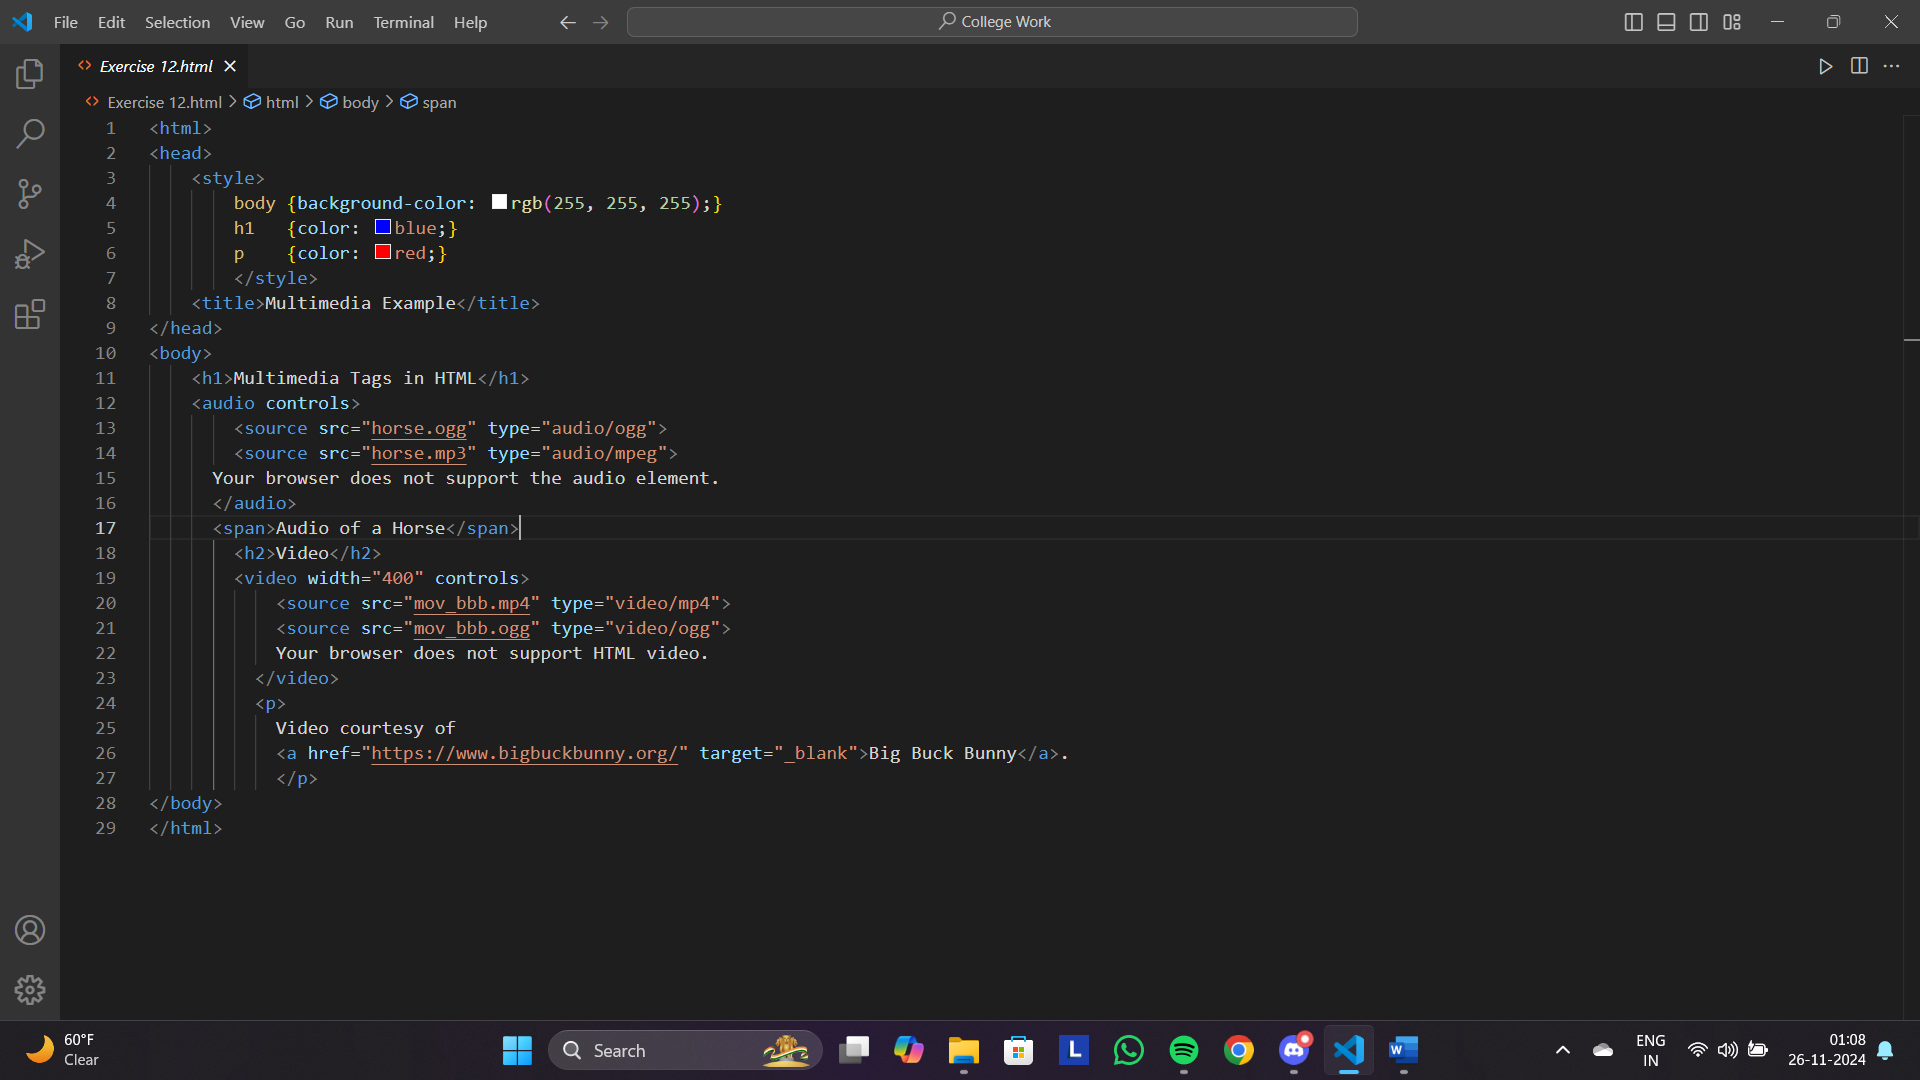 File Edit Selection View Go Run Terminal Help
College Work
Exercise 12.html
Exercise 12.html > html > body > span
1 <html>
2 <head>
3 <style>
4 body {background-color: rgb(255, 255, 255);}
5 h1 {color: blue;}
6 p {color: red;}
7 </style>
8 <title>Multimedia Example</title>
9 </head>
10 <body>
11 <h1>Multimedia Tags in HTML</h1>
12 <audio controls>
13 <source src="horse.ogg" type="audio/ogg">
14 <source src="horse.mp3" type="audio/mpeg">
15 Your browser does not support the audio element.
16 </audio>
17 <span>Audio of a Horse</span>
18 <h2>Video</h2>
19 <video width="400" controls>
20 <source src="mov_bbb.mp4" type="video/mp4">
21 <source src="mov_bbb.ogg" type="video/ogg">
22 Your browser does not support HTML video.
23 </video>
24 <p>
25 Video courtesy of
26 <a href="https://www.bigbuckbunny.org/" target="_blank">Big Buck Bunny</a>.
27 </p>
28 </body>
29 </html>
60°F
Clear
Search
L
W
ENG
IN
01:08
26-11-2024